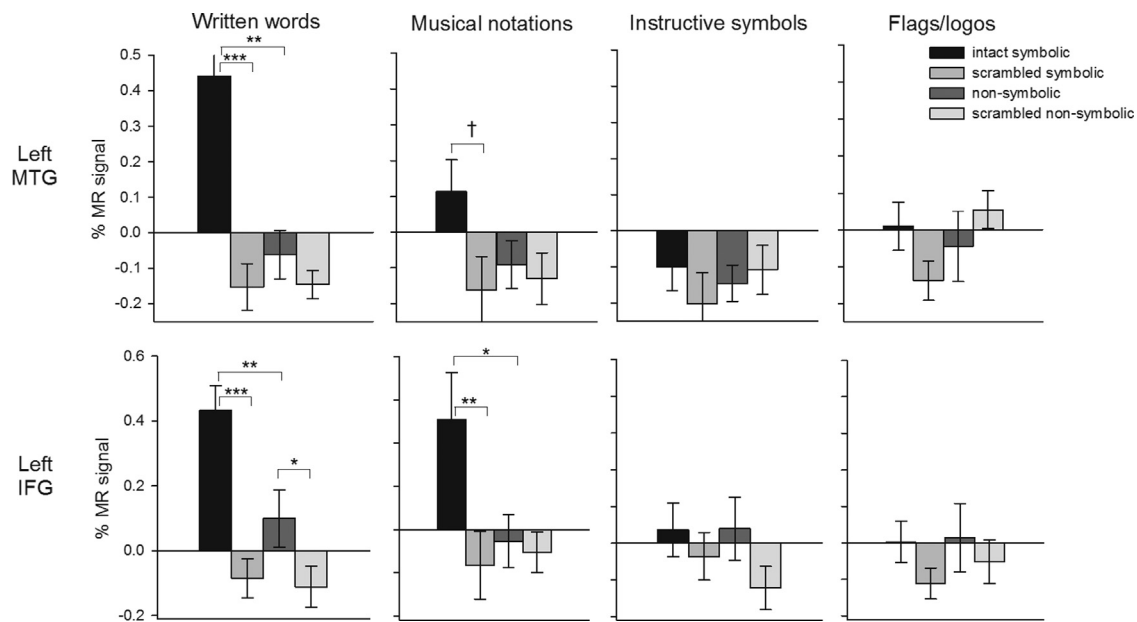 Written words
Musical notations
Instructive symbols
Flags/logos
intact symbolic
scrambled symbolic
non-symbolic
scrambled non-symbolic
Left
MTG
% MR signal
0.5
0.4
0.3
0.2
0.1
0.0
-0.1
-0.2
**
***
†
Left
IFG
% MR signal
0.6
0.4
0.2
0.0
-0.2
**
***
*
*
**